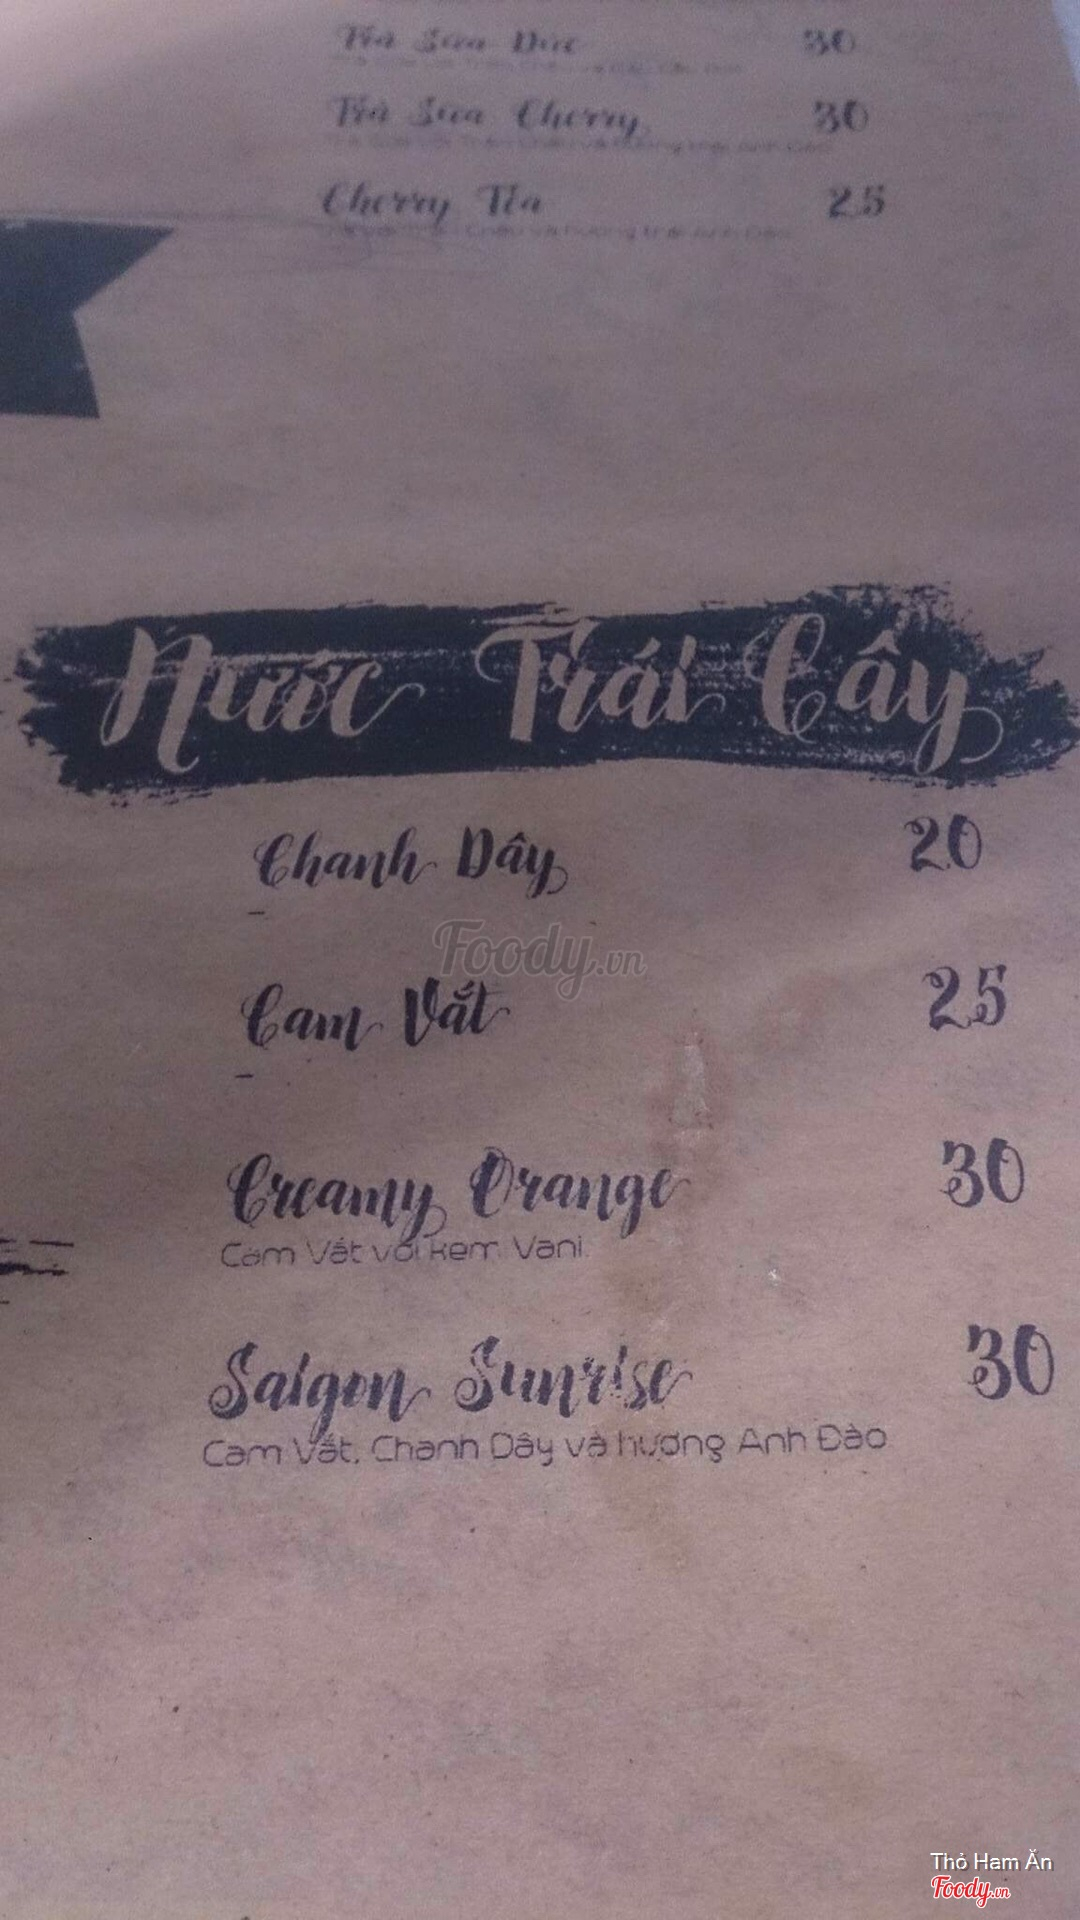 Trà Sữa Đức 30
Trà Sữa Cherry 30
Cherry Tea 25
Nước Trái Cây
Chanh Dây 20
Foody.vn
Cam Vắt 25
Creamy Orange 30
Cam Vắt với kem Vani.
Saigon Sunrise 30
Cam Vắt, Chanh Dây và hương Anh Đào
Thỏ Ham Ăn
Foody.vn